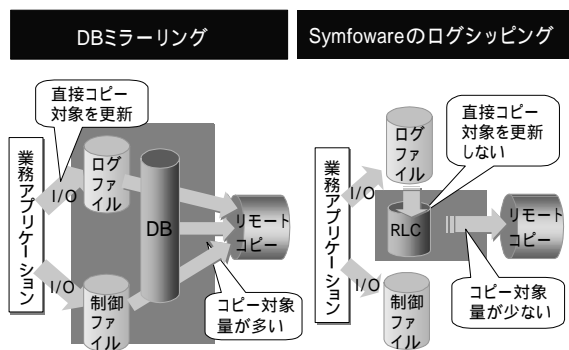 DBミラーリング
直接コピー
対象を更新
業務アプリケーション
I/O
I/O
ログ
ファ
イル
DB
制御
ファ
イル
リモート
コピー
コピー対象
量が多い
Symfowareのログシッピング
業務アプリケーション
I/O
I/O
ログ
ファ
イル
直接コピー
対象を更新
しない
RLC
リモート
コピー
制御
ファ
イル
コピー対象
量が少ない